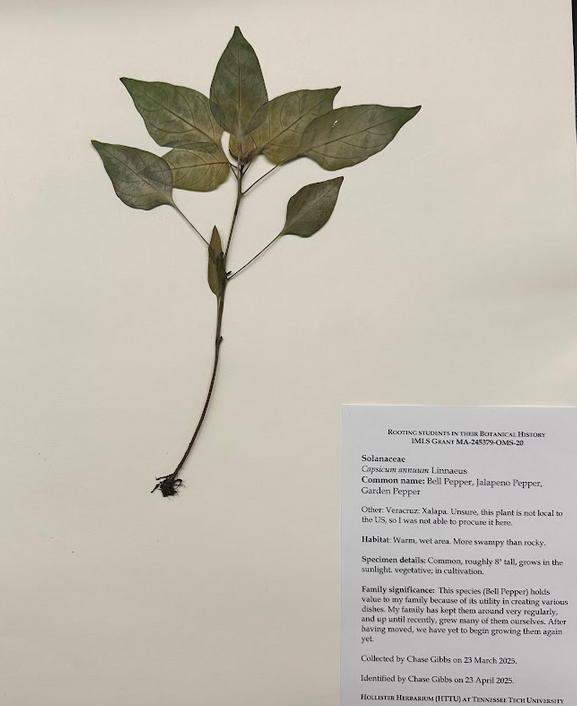 ROOTING STUDENTS IN THEIR BOTANICAL HISTORY
IMLS GRANT MA-245379-OMS-20
Solanaceae
Capsicum annuum Linnaeus
Common name: Bell Pepper, Jalapeno Pepper,
Garden Pepper
Other: Veracruz: Xalapa. Unsure, this plant is not local to
the US, so I was not able to procure it here.
Habitat: Warm, wet area. More swampy than rocky.
Specimen details: Common, roughly 8" tall, grows in the
sunlight. vegetative; in cultivation.
Family significance: This species (Bell Pepper) holds
value to my family because of its utility in creating various
dishes. My family has kept them around very regularly,
and up until recently, grew many of them ourselves. After
having moved, we have yet to begin growing them again
yet.
Collected by Chase Gibbs on 23 March 2025.
Identified by Chase Gibbs on 23 April 2025.
HOLLISTER HERBARIUM (HTTU) AT TENNESSEE TECH UNIVERSITY